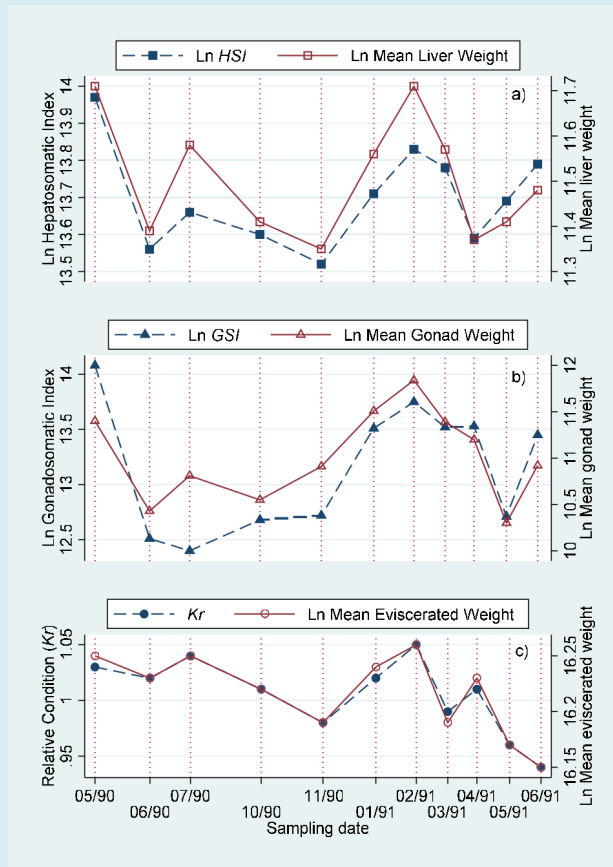 Ln HSI
Ln Mean Liver Weight
a)
Ln Hepatosomatic Index
14
13.9
13.8
13.7
13.6
13.5
11.7
11.6
11.5
11.4
11.3
Ln Mean liver weight
Ln GSI
Ln Mean Gonad Weight
b)
Ln Gonadosomatic Index
14
13.5
13
12.5
12
11.5
11
10.5
10
Ln Mean gonad weight
Kr
Ln Mean Eviscerated Weight
c)
Relative Condition (Kr)
1.05
1
.95
16.25
16.2
16.15
Ln Mean eviscerated weight
05/90 07/90 10/90 11/90 02/91 04/91 06/91
06/90 01/91 03/91 05/91
Sampling date